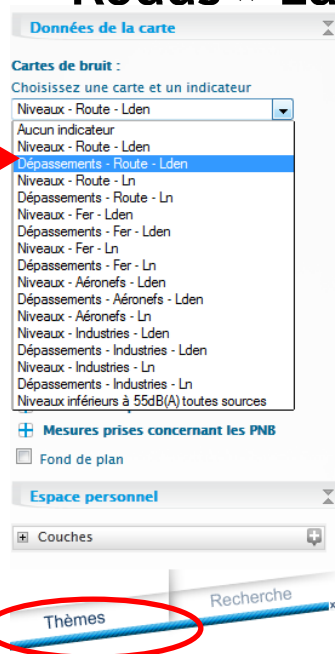 Données de la carte
Cartes de bruit :
Choisissez une carte et un indicateur
Niveaux - Route - Lden
Aucun indicateur
Niveaux - Route - Lden
Dépassements - Route - Lden
Niveaux - Route - Ln
Dépassements - Route - Ln
Niveaux - Fer - Lden
Dépassements - Fer - Lden
Niveaux - Fer - Ln
Dépassements - Fer - Ln
Niveaux - Aéronefs - Lden
Dépassements - Aéronefs - Lden
Niveaux - Aéronefs - Ln
Niveaux - Industries - Lden
Dépassements - Industries - Lden
Niveaux - Industries - Ln
Dépassements - Industries - Ln
Niveaux inférieurs à 55dB(A) toutes sources
Mesures prises concernant les PNB
Fond de plan
Espace personnel
Couches
Thèmes
Recherche